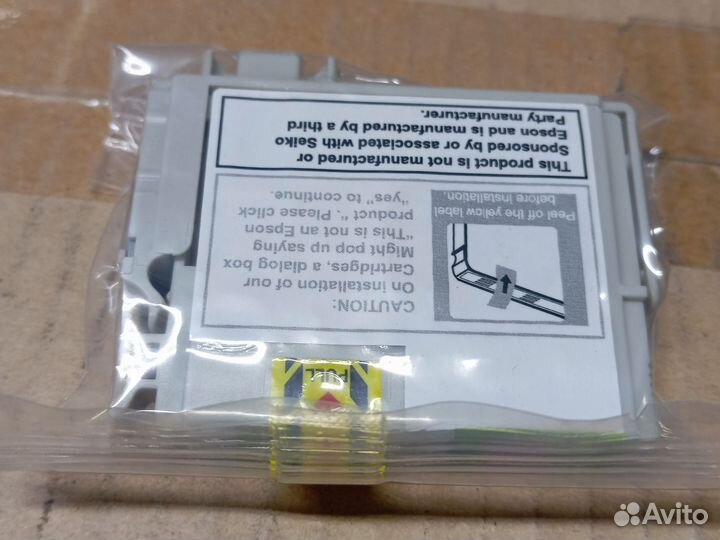 CAUTION:
On installation of our
Cartridges, a dialog box
Might pop up saying
"This is not an Epson
product". Please click
"yes" to continue.
Peel off the yellow label
before installation.
This product is not manufactured or
Sponsored by or associated with Seiko
Epson and is manufactured by a third
Party manufacturer.
PULL
Avito